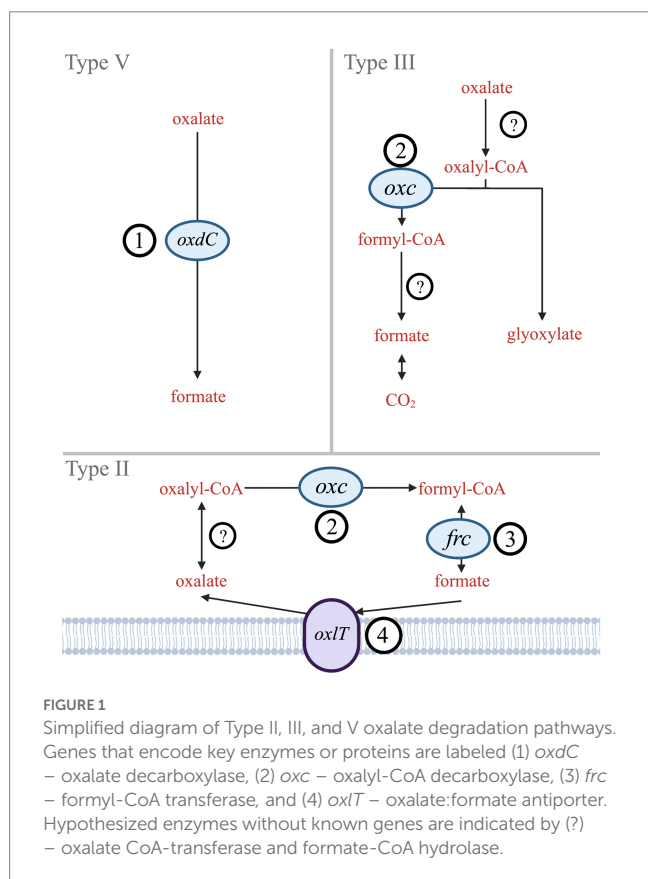 Type V
oxalate
1
oxdC
formate
Type III
oxalate
?
2
oxalyl-CoA
oxc
formyl-CoA
?
formate
glyoxylate
CO₂
Type II
oxalyl-CoA
oxc
formyl-CoA
2
?
frc
3
oxalate
formate
oxlT
4
FIGURE 1
Simplified diagram of Type II, III, and V oxalate degradation pathways.
Genes that encode key enzymes or proteins are labeled (1) oxdC
– oxalate decarboxylase, (2) oxc – oxalyl-CoA decarboxylase, (3) frc
– formyl-CoA transferase, and (4) oxlT – oxalate:formate antiporter.
Hypothesized enzymes without known genes are indicated by (?)
– oxalate CoA-transferase and formate-CoA hydrolase.